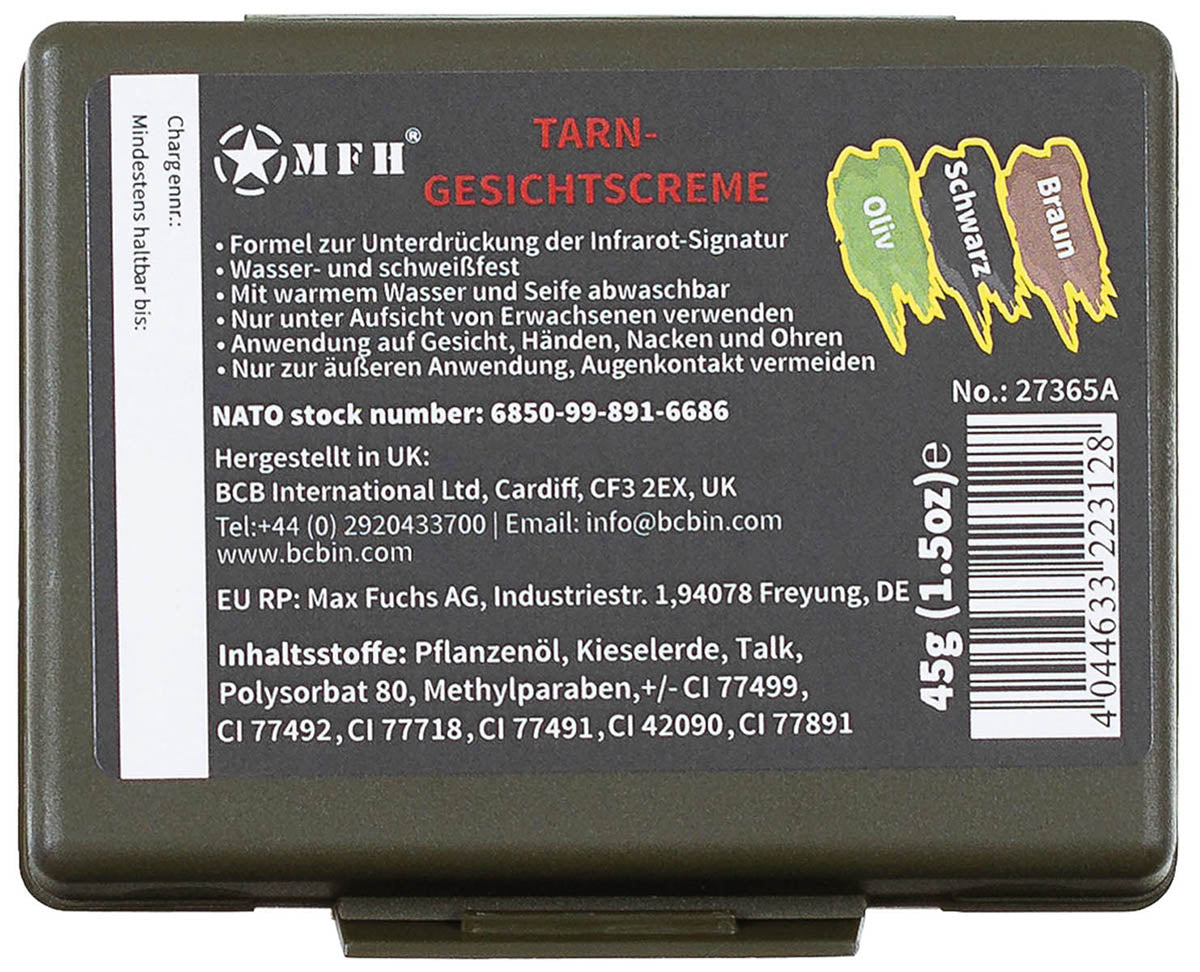 Chargennr.:
Mindestens haltbar bis:
MFH®
TARN-
GESICHTSCREME
• Formel zur Unterdrückung der Infrarot-Signatur
• Wasser- und schweißfest
• Mit warmem Wasser und Seife abwaschbar
• Nur unter Aufsicht von Erwachsenen verwenden
• Anwendung auf Gesicht, Händen, Nacken und Ohren
• Nur zur äußeren Anwendung, Augenkontakt vermeiden
NATO stock number: 6850-99-891-6686
Hergestellt in UK:
BCB International Ltd, Cardiff, CF3 2EX, UK
Tel:+44 (0) 2920433700 | Email: info@bcbin.com
www.bcbin.com
EU RP: Max Fuchs AG, Industriestr. 1,94078 Freyung, DE
Inhaltsstoffe: Pflanzenöl, Kieselerde, Talk,
Polysorbat 80, Methylparaben,+/- CI 77499,
CI 77492,CI 77718,CI 77491,CI 42090,CI 77891
Oliv
Schwarz
Braun
No.: 27365A
45g (1.5oz)e
4 044633 223128